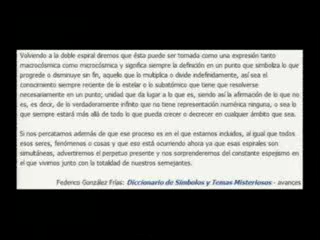 Volviendo a la doble espiral diremos que ésta puede ser tomada como una expresión tanto
macrocósmica como microcósmica y significa siempre la definición en un punto que simboliza lo que
progrede o disminuye sin fin, aquello que lo multiplica o divide indefinidamente, así sea el
conocimiento siempre reciente de lo estelar o lo subatómico que tiene que resolverse
necesariamente en un punto; unidad que da lugar a lo que es, siendo así la afirmación de lo que no
es, es decir, de lo verdaderamente infinito que no tiene representación numérica ninguna, o sea lo
que siempre estará más allá de todo lo que pueda crecer o decrecer en cualquier ámbito que sea.
Si nos percatamos además de que ese proceso es en el que estamos incluidos, al igual que todos
esos seres, fenómenos o cosas y que eso está ocurriendo ahora ya que esas espirales son
simultáneas, advertiremos el perpetuo presente y nos sorprenderemos del constante espejismo en
el que vivimos junto con la totalidad de nuestros semejantes.
Federico González Frías: Diccionario de Símbolos y Temas Misteriosos - avances